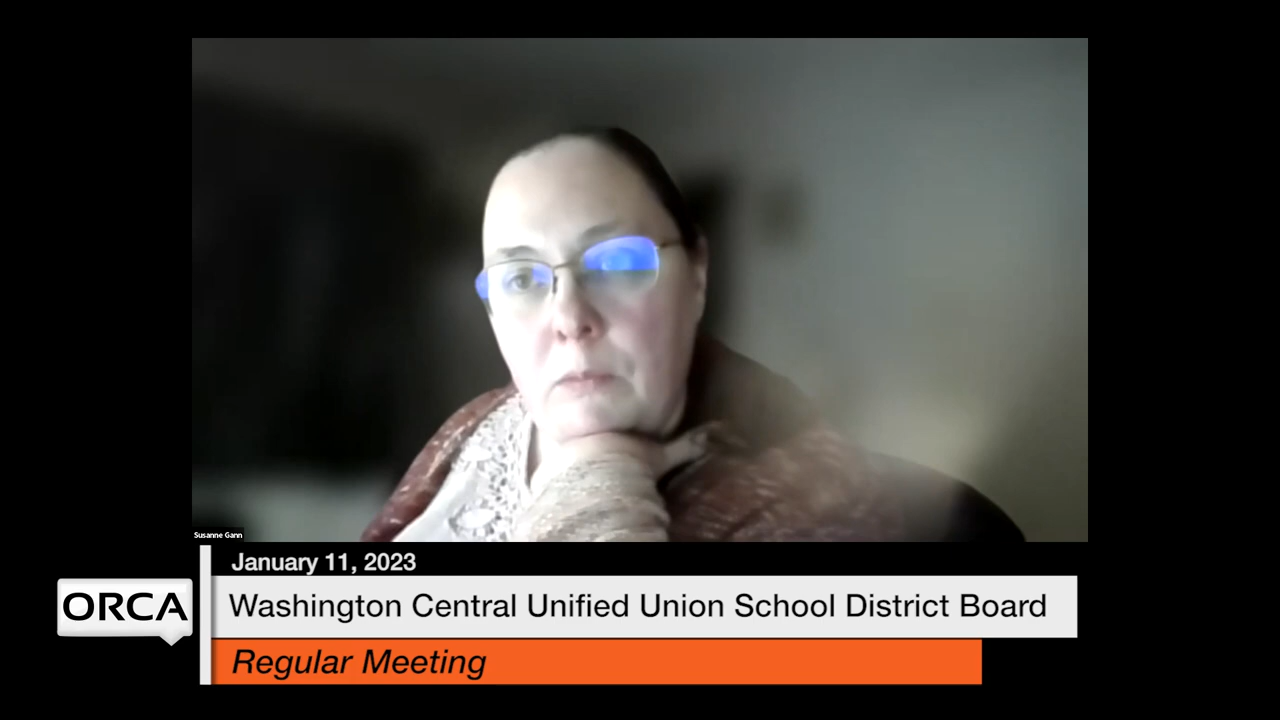 Susanne Gann
January 11, 2023
ORCA
Washington Central Unified Union School District Board
Regular Meeting